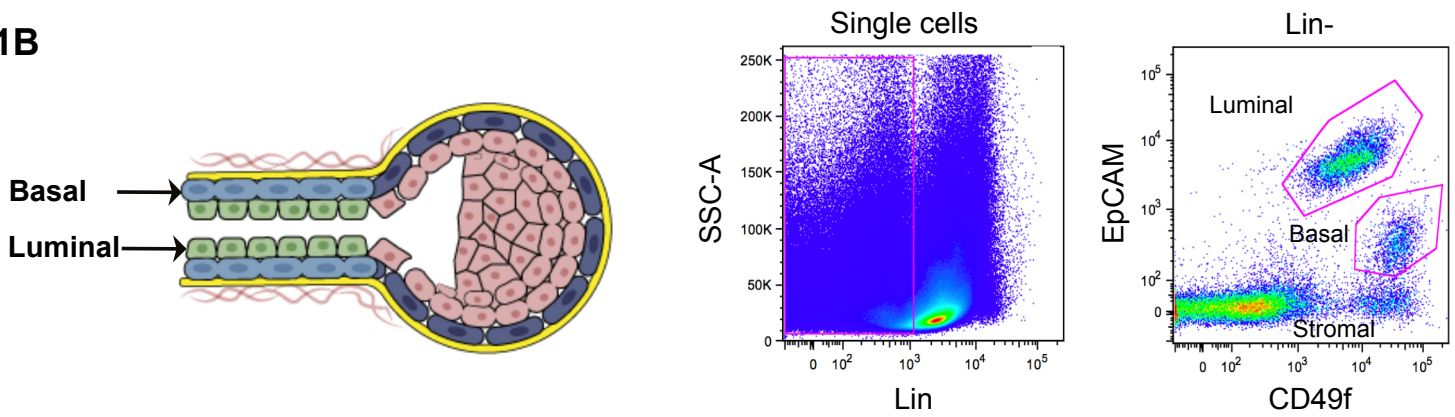 1B
Basal
Luminal
Single cells
SSC-A
250K
200K
150K
100K
50K
0
0 10² 10³ 10⁴ 10⁵
Lin
Lin-
EpCAM
10⁵
10⁴
10³
10²
0
Luminal
Basal
Stromal
0 10² 10³ 10⁴ 10⁵
CD49f